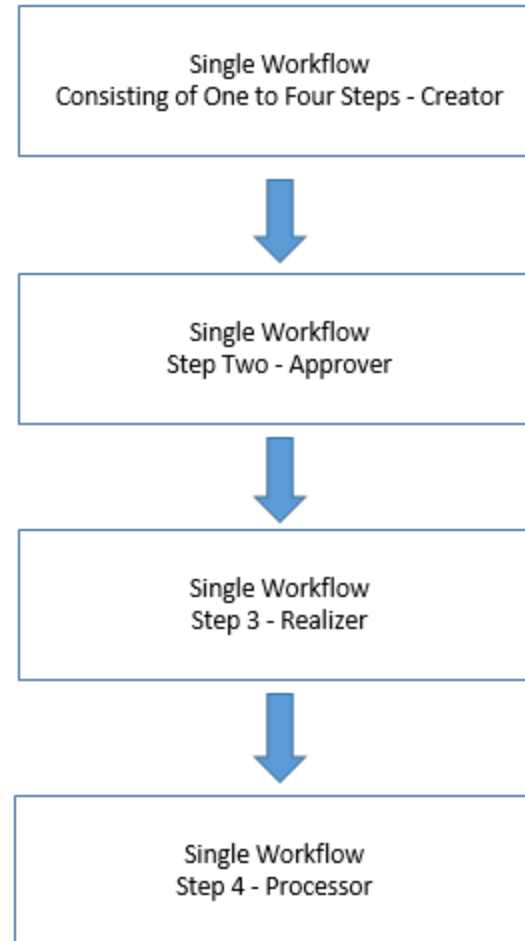 Single Workflow
Consisting of One to Four Steps - Creator
Single Workflow
Step Two - Approver
Single Workflow
Step 3 - Realizer
Single Workflow
Step 4 - Processor